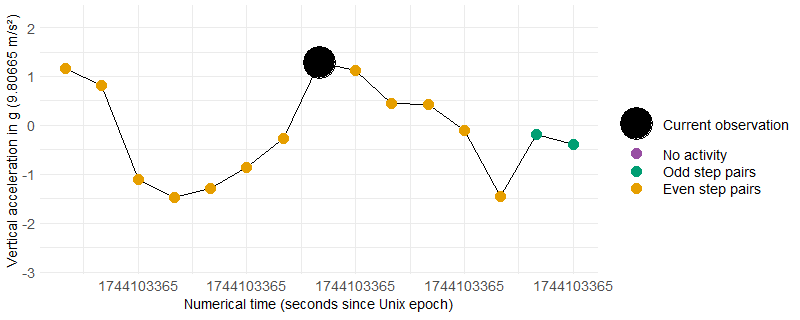 Vertical acceleration in g (9.80665 m/s²)
2
1
0
-1
-2
-3
1744103365 1744103365 1744103365 1744103365 1744103365
Numerical time (seconds since Unix epoch)
Current observation
No activity
Odd step pairs
Even step pairs